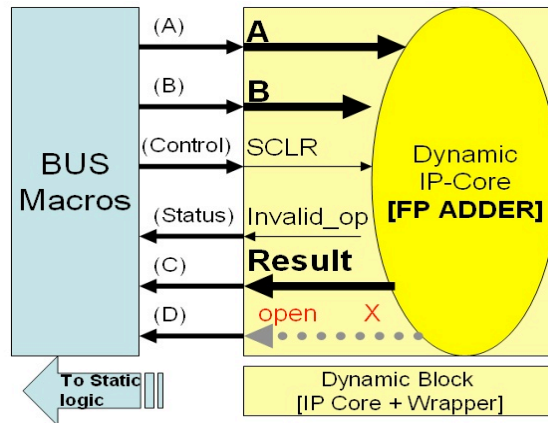 (A) A
(B) B
(Control) SCLR
BUS
Macros
Dynamic
IP-Core
[FP ADDER]
(Status) Invalid_op
(C) Result
(D) open X
To Static
logic
Dynamic Block
[IP Core + Wrapper]